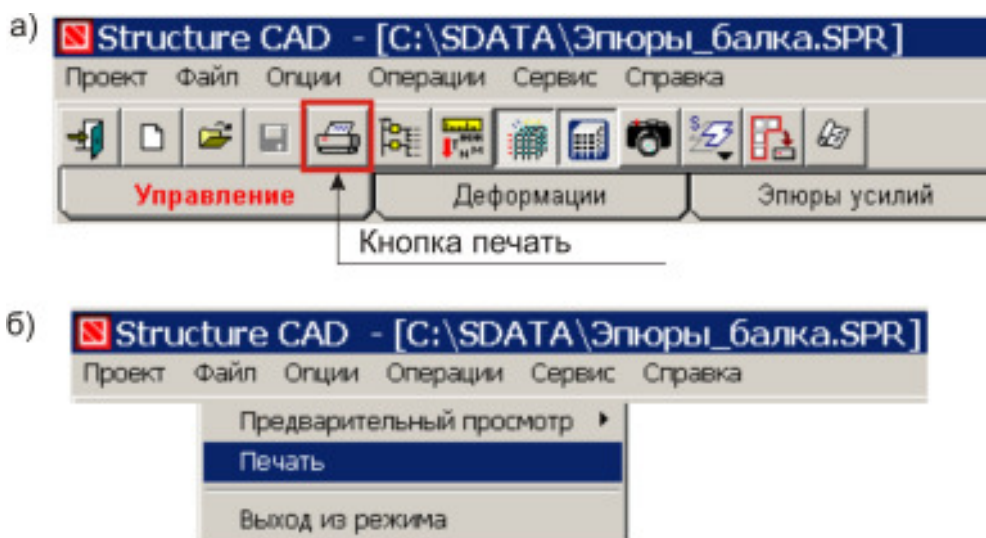 а)
Structure CAD - [C:\SDATA\Эпюры_балка.SPR]
Проект Файл Опции Операции Сервис Справка
Управление Деформации Эпюры усилий
Кнопка печать
б)
Structure CAD - [C:\SDATA\Эпюры_балка.SPR]
Проект Файл Опции Операции Сервис Справка
Предварительный просмотр
Печать
Выход из режима